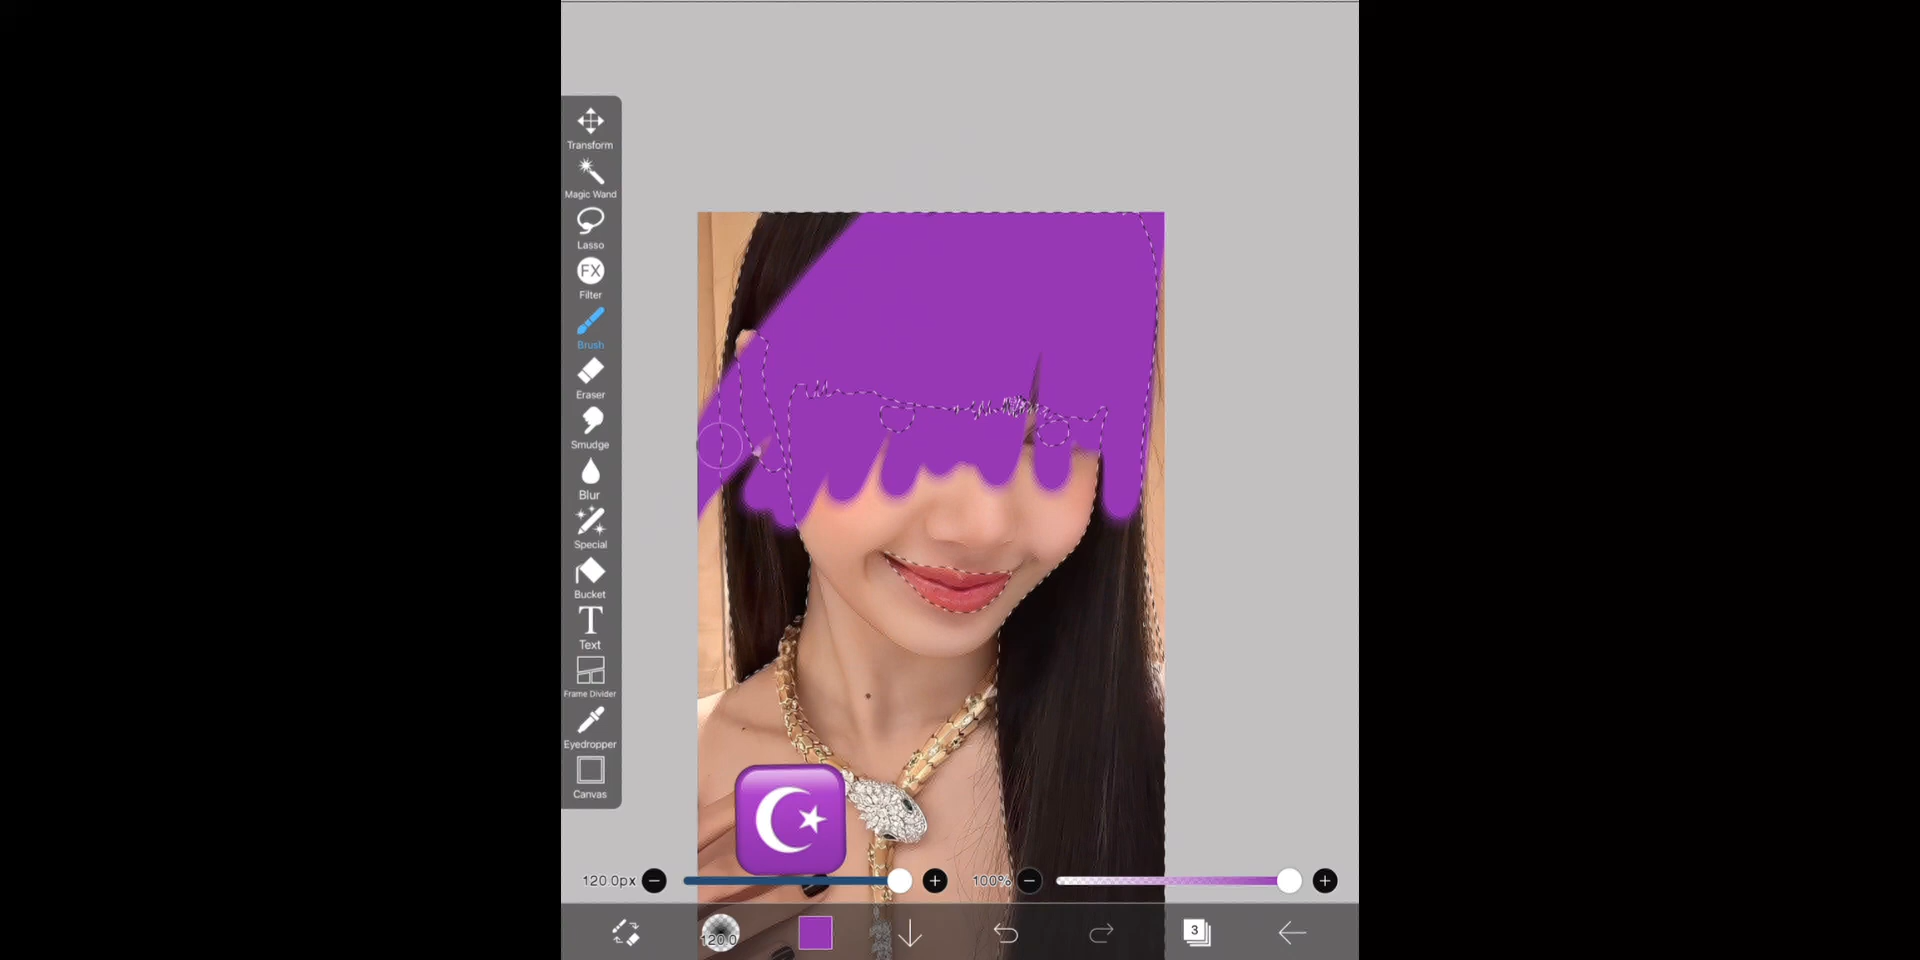 Transform
Magic Wand
Lasso
FX
Filter
Brush
Eraser
Smudge
Blur
Special
Bucket
T
Text
Frame Divider
Eyedropper
Canvas
120.0px
100%
120.0
3